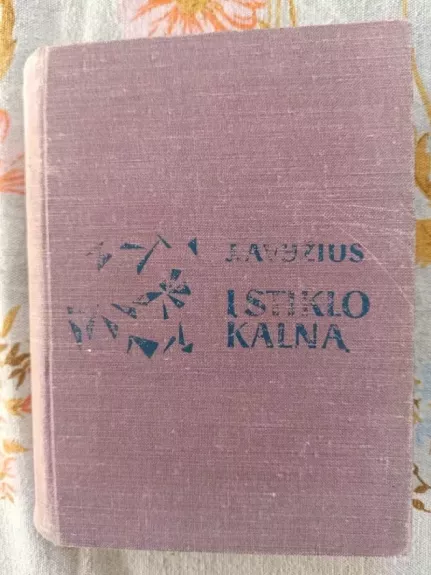 J. AVYŽIUS
Į STIKLO
KALNĄ